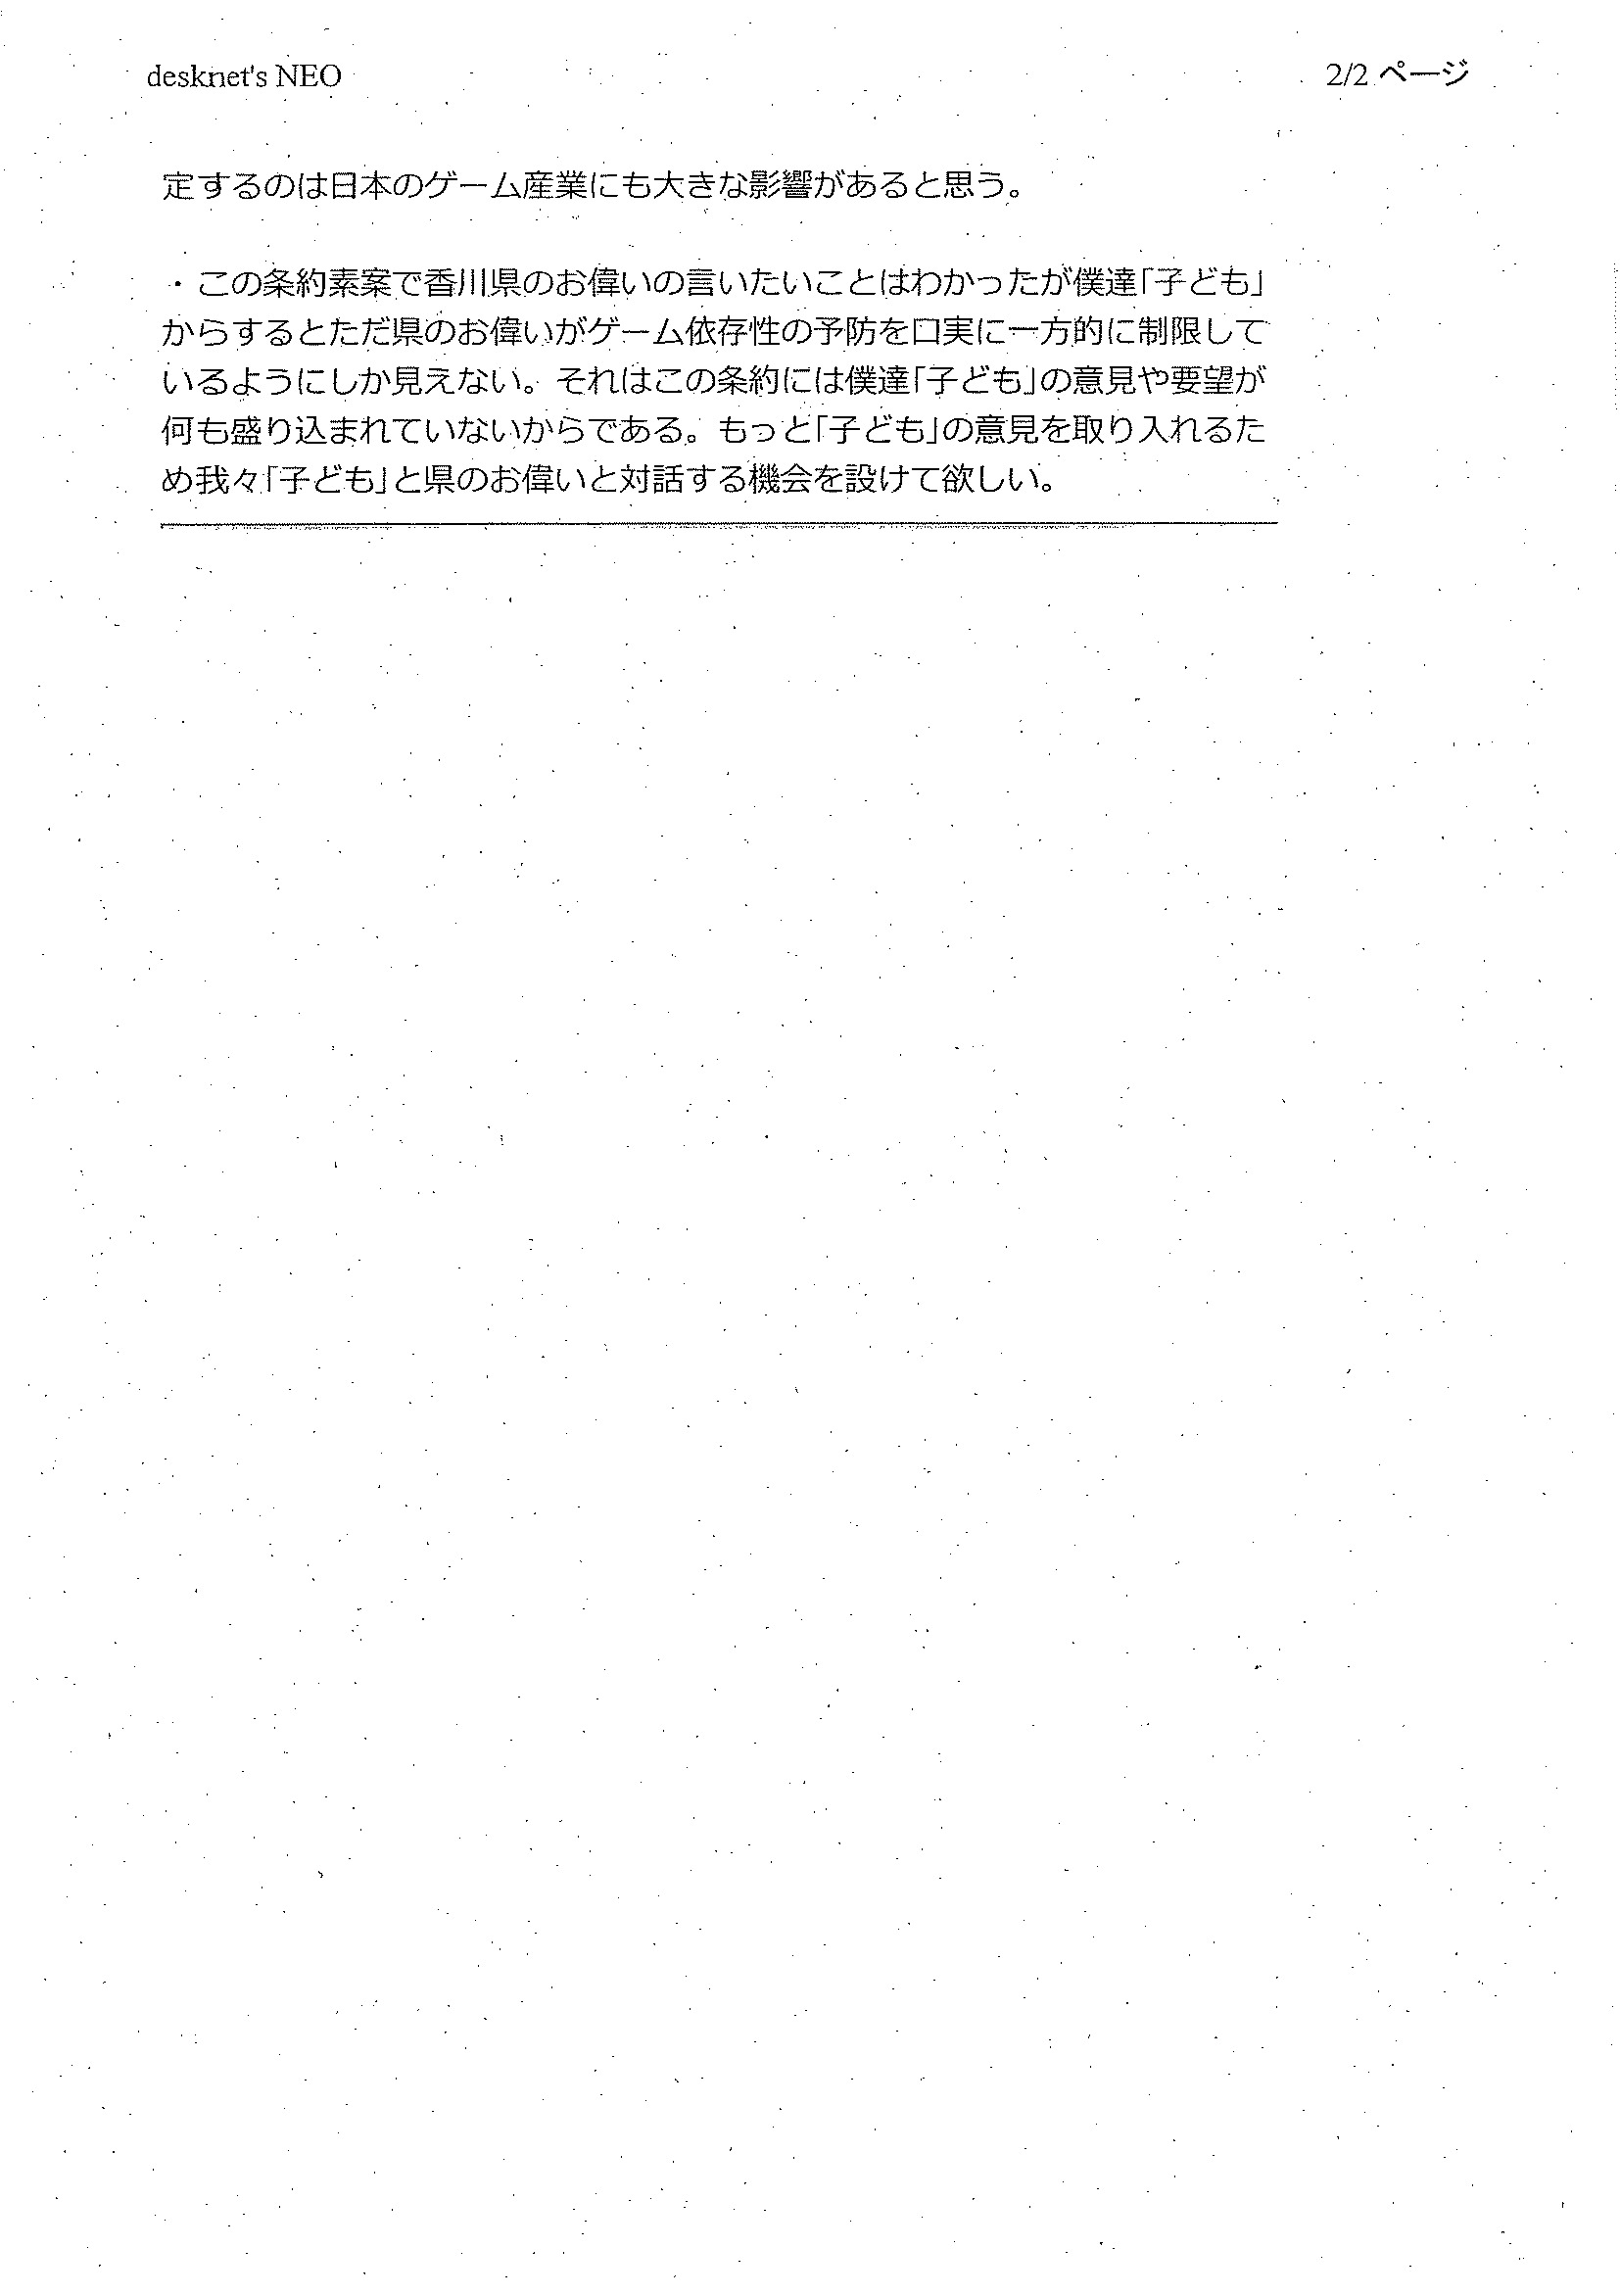 desknet's NEO
2/2 ページ
定するのは日本のゲーム産業にも大きな影響があると思う。
・この条約素案で香川県のお偉いの言いたいことはわかったが僕達「子ども」
からするとただ県のお偉いがゲーム依存性の予防を口実に一方的に制限して
いるようにしか見えない。それはこの条約には僕達「子ども」の意見や要望が
何も盛り込まれていないからである。もっと「子ども」の意見を取り入れるた
め我々「子ども」と県のお偉いと対話する機会を設けて欲しい。